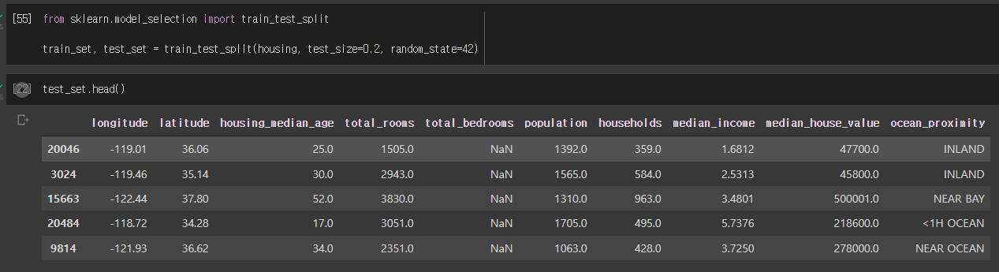 [55] from sklearn.model_selection import train_test_split
train_set, test_set = train_test_split(housing, test_size=0.2, random_state=42)
[22] test_set.head()
longitude latitude housing_median_age total_rooms total_bedrooms population households median_income median_house_value ocean_proximity
20046 -119.01 36.06 25.0 1505.0 NaN 1392.0 359.0 1.6812 47700.0 INLAND
3024 -119.46 35.14 30.0 2943.0 NaN 1565.0 584.0 2.5313 45800.0 INLAND
15663 -122.44 37.80 52.0 3830.0 NaN 1310.0 963.0 3.4801 500001.0 NEAR BAY
20484 -118.72 34.28 17.0 3051.0 NaN 1705.0 495.0 5.7376 218600.0 <1H OCEAN
9814 -121.93 36.62 34.0 2351.0 NaN 1063.0 428.0 3.7250 278000.0 NEAR OCEAN